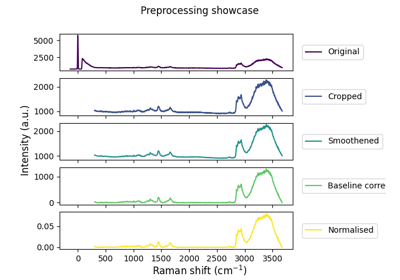 Preprocessing showcase
5000
2500
Original
2000
1000
Cropped
2000
1000
Smoothened
1000
0
Baseline corre
0.05
0.00
Normalised
0 500 1000 1500 2000 2500 3000 3500
Intensity (a.u.)
Raman shift (cm⁻¹)